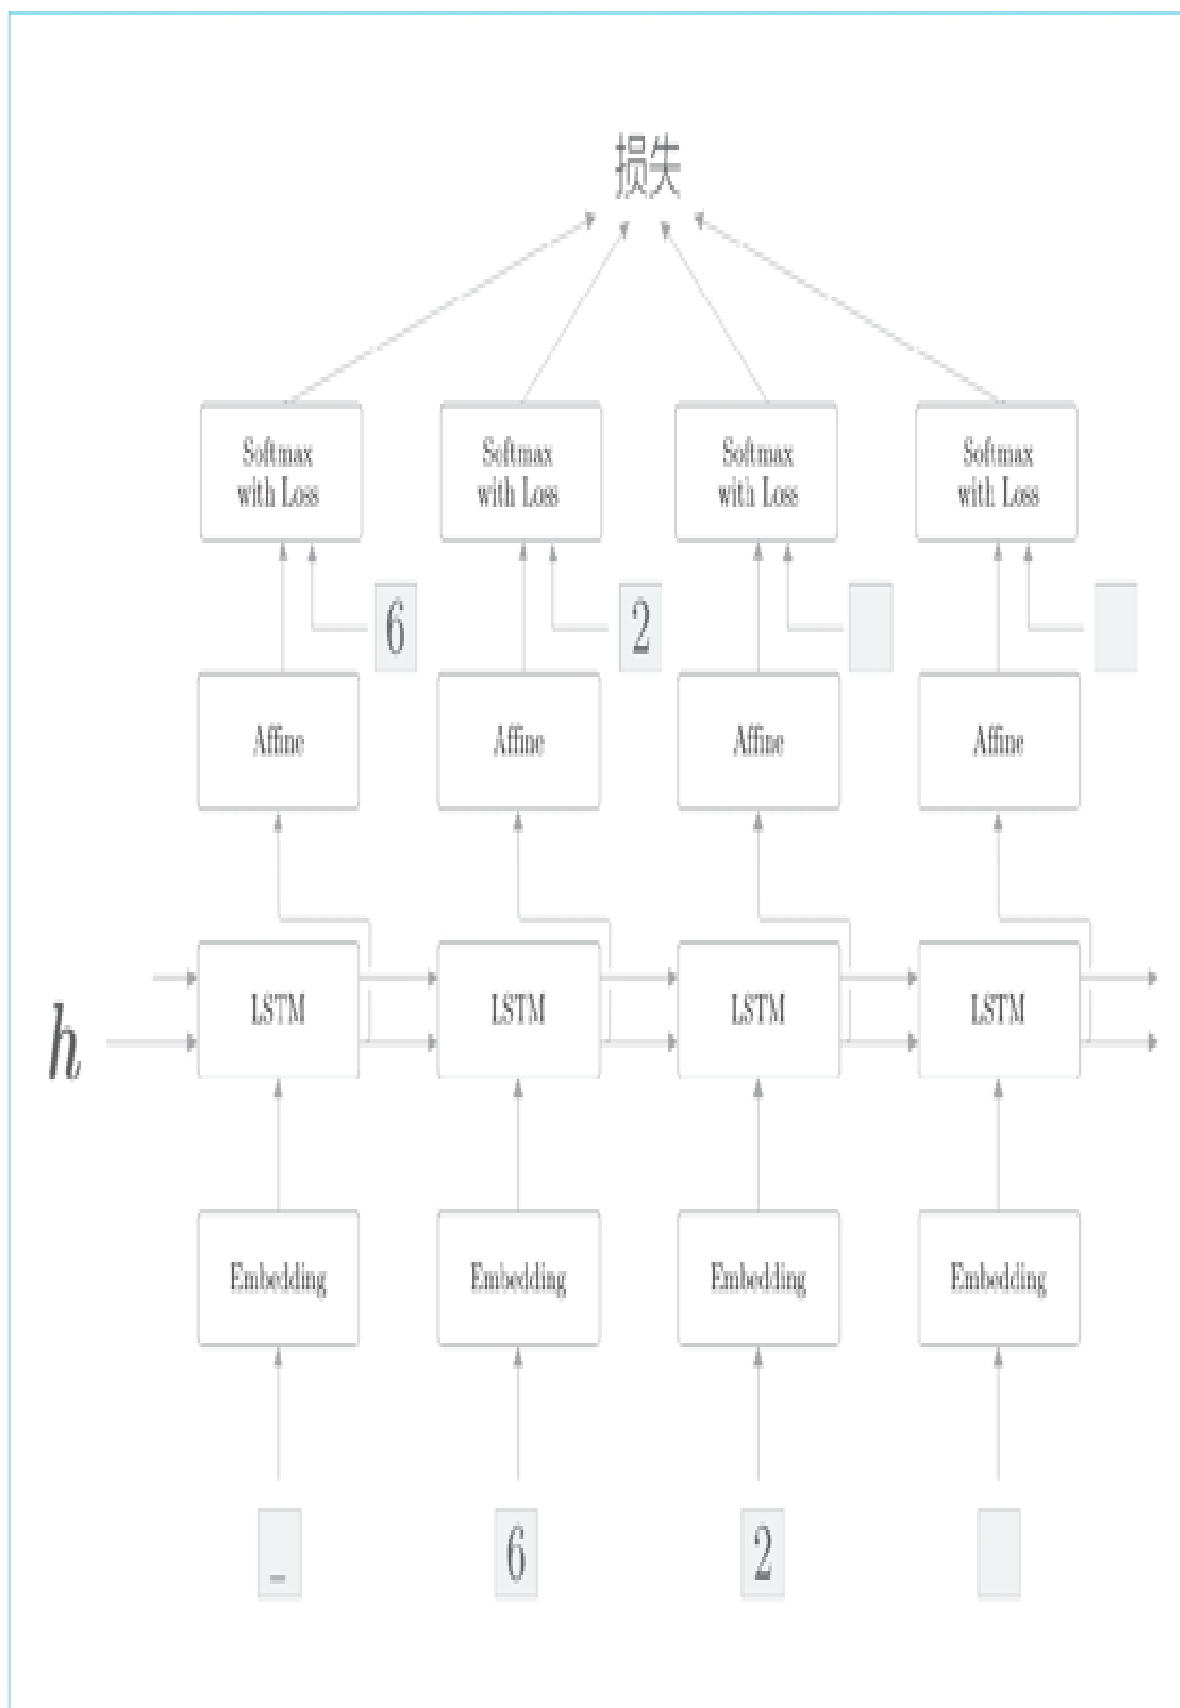 损失
Softmax
with Loss
Softmax
with Loss
Softmax
with Loss
Softmax
with Loss
6
2
Affine
Affine
Affine
Affine
h
LSTM
LSTM
LSTM
LSTM
Embedding
Embedding
Embedding
Embedding
_
6
2